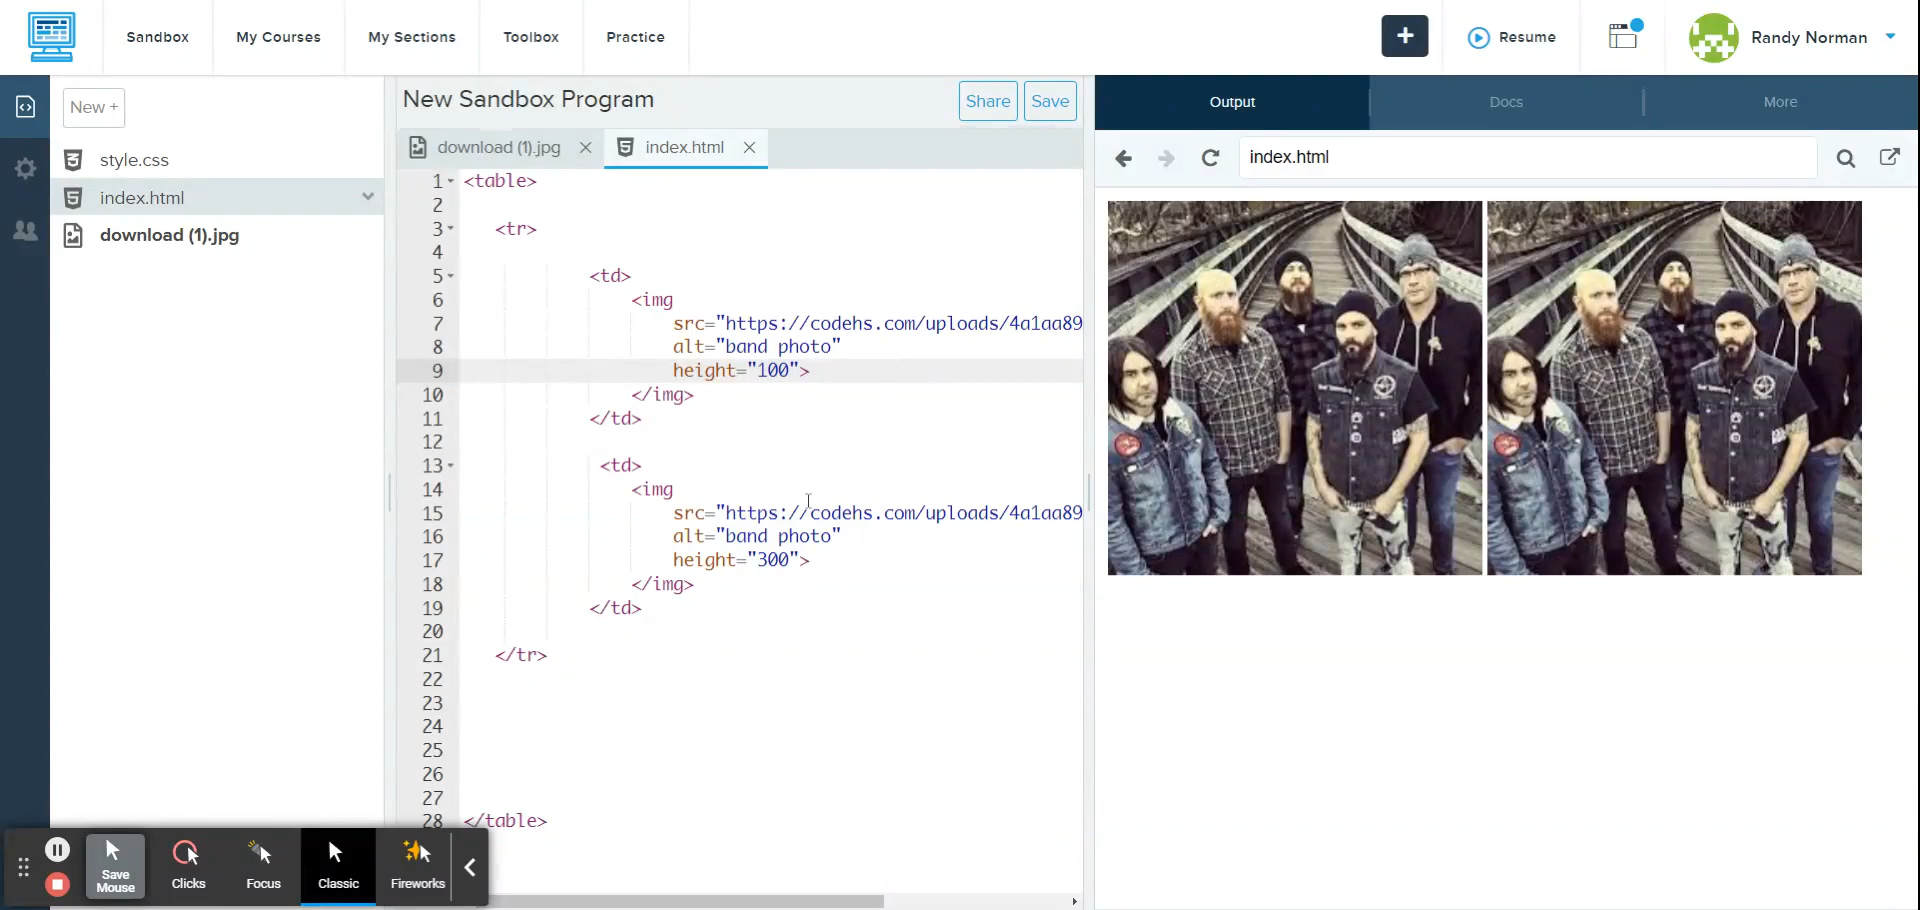 Sandbox
My Courses
My Sections
Toolbox
Practice
+
Resume
Randy Norman
New +
New Sandbox Program
Share
Save
Output
Docs
More
style.css
index.html
download (1).jpg
download (1).jpg
index.html
index.html
1 <table>
2
3 <tr>
4
5 <td>
6 <img
7 src="https://codehs.com/uploads/4a1aa89
8 alt="band photo"
9 height="100">
10 </img>
11 </td>
12
13 <td>
14 <img
15 src="https://codehs.com/uploads/4a1aa89
16 alt="band photo"
17 height="300">
18 </img>
19 </td>
20
21 </tr>
22
23
24
25
26
27
28 </table>
Save
Mouse
Clicks
Focus
Classic
Fireworks